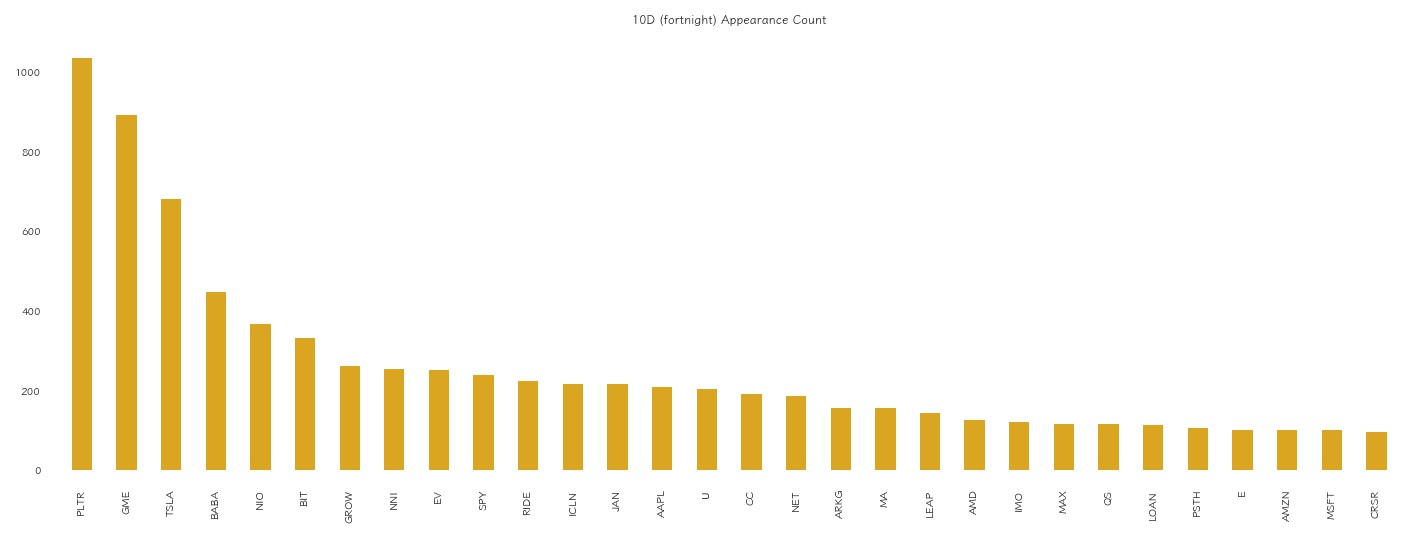 10D (fortnight) Appearance Count
1000
800
600
400
200
0
PLTR
GME
TSLA
BABA
NIO
BIT
GROW
NNI
EV
SPY
RIDE
ICLN
JAN
AAPL
U
CC
NET
ARKG
MA
LEAP
AMD
IMO
MAX
QS
LOAN
PSTH
E
AMZN
MSFT
CRSR